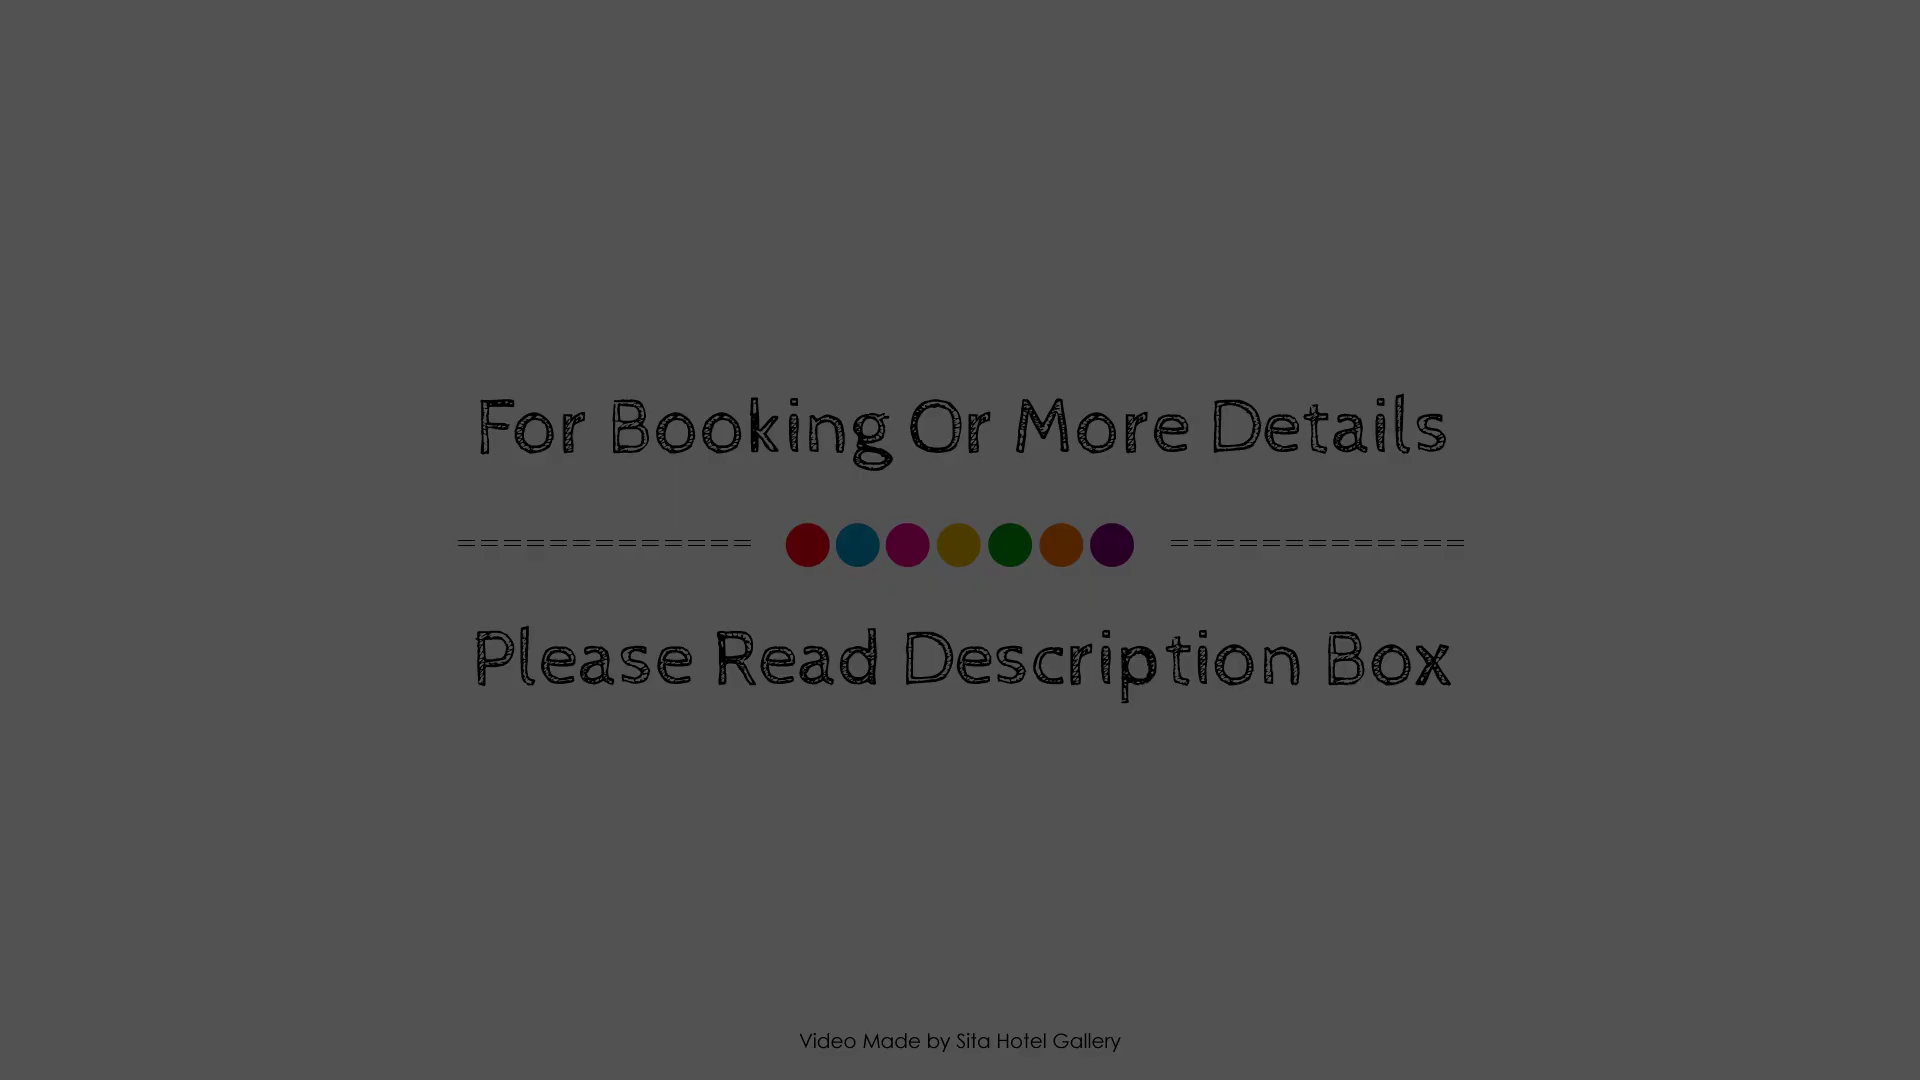 For Booking Or More Details
============= =============
Please Read Description Box
Video Made by Sita Hotel Gallery